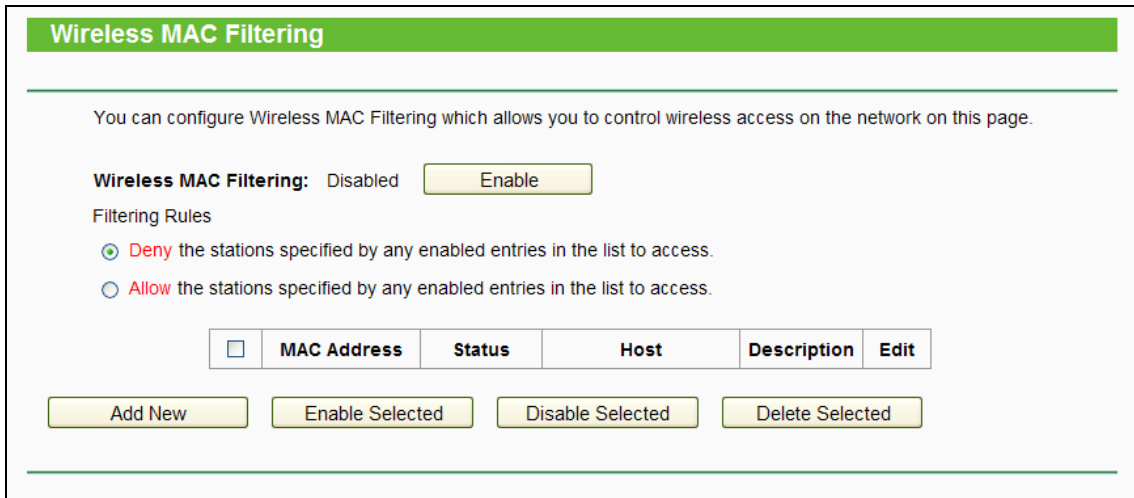 Wireless MAC Filtering
You can configure Wireless MAC Filtering which allows you to control wireless access on the network on this page.
Wireless MAC Filtering: Disabled Enable
Filtering Rules
Deny the stations specified by any enabled entries in the list to access.
Allow the stations specified by any enabled entries in the list to access.
MAC Address Status Host Description Edit
Add New Enable Selected Disable Selected Delete Selected